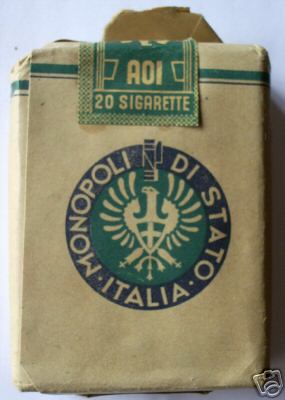 AOI
20 SIGARETTE
MONOPOLI DI STATO · ITALIA ·